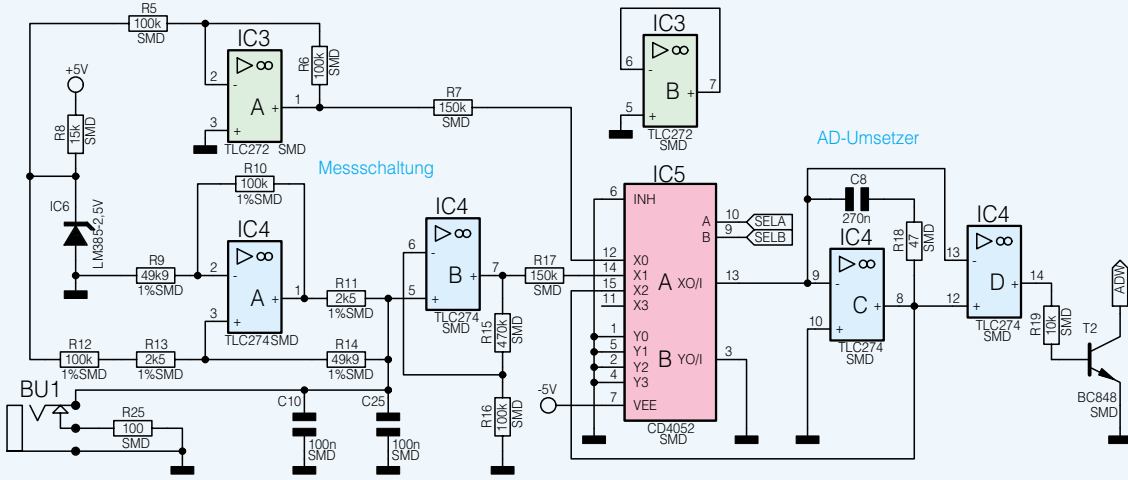 R5
100k
SMD
IC3
2
-
A
+
1
3
+
TLC272 SMD
R6
100k
SMD
+5V
R8
15k
SMD
R7
150k
SMD
IC3
6
-
B
+
7
5
+
TLC272
SMD
AD-Umsetzer
Messschaltung
R10
100k
1%SMD
IC6
LM385-2,5V
R9
49k9
1%SMD
IC4
2
-
A
+
1
3
+
TLC274SMD
R11
2k5
1%SMD
R12
100k
1%SMD
R13
2k5
1%SMD
R14
49k9
1%SMD
IC4
6
-
B
+
7
5
+
TLC274
SMD
R17
150k
SMD
R15
470k
SMD
R16
100k
SMD
BU1
R25
100
SMD
C10
100n
SMD
C25
100n
SMD
IC5
6 INH
A 10 SELA
B 9 SELB
12 X0
14 X1
15 X2
11 X3
A XO/I 13
1 Y0
5 Y1
2 Y2
4 Y3
B YO/I 3
-5V
7 VEE
CD4052
SMD
C8
270n
R18
47
SMD
IC4
9
-
C
+
8
10
+
TLC274
SMD
IC4
13
-
D
+
14
12
+
TLC274
SMD
R19
10k
SMD
ADW
T2
BC848
SMD